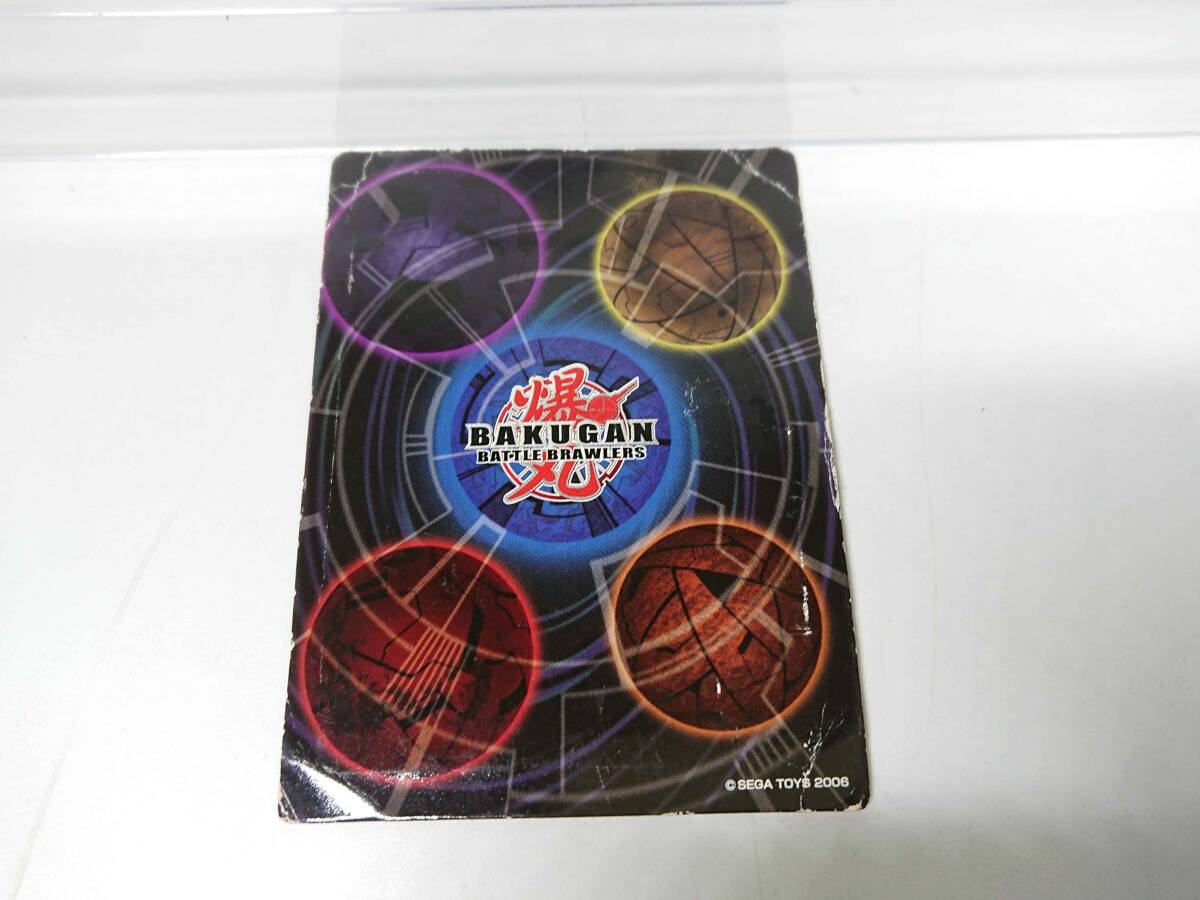 爆
BAKUGAN
BATTLE BRAWLERS
丸
©SEGA TOYS 2006